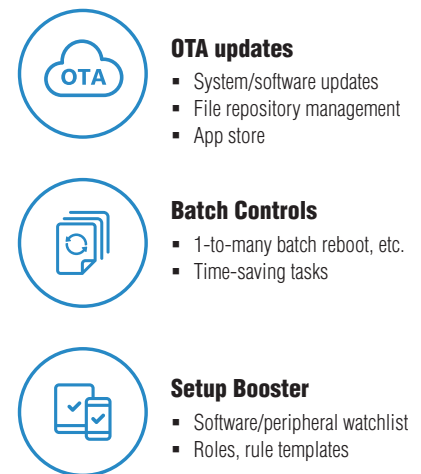 OTA
OTA updates
▪ System/software updates
▪ File repository management
▪ App store
Batch Controls
▪ 1-to-many batch reboot, etc.
▪ Time-saving tasks
Setup Booster
▪ Software/peripheral watchlist
▪ Roles, rule templates